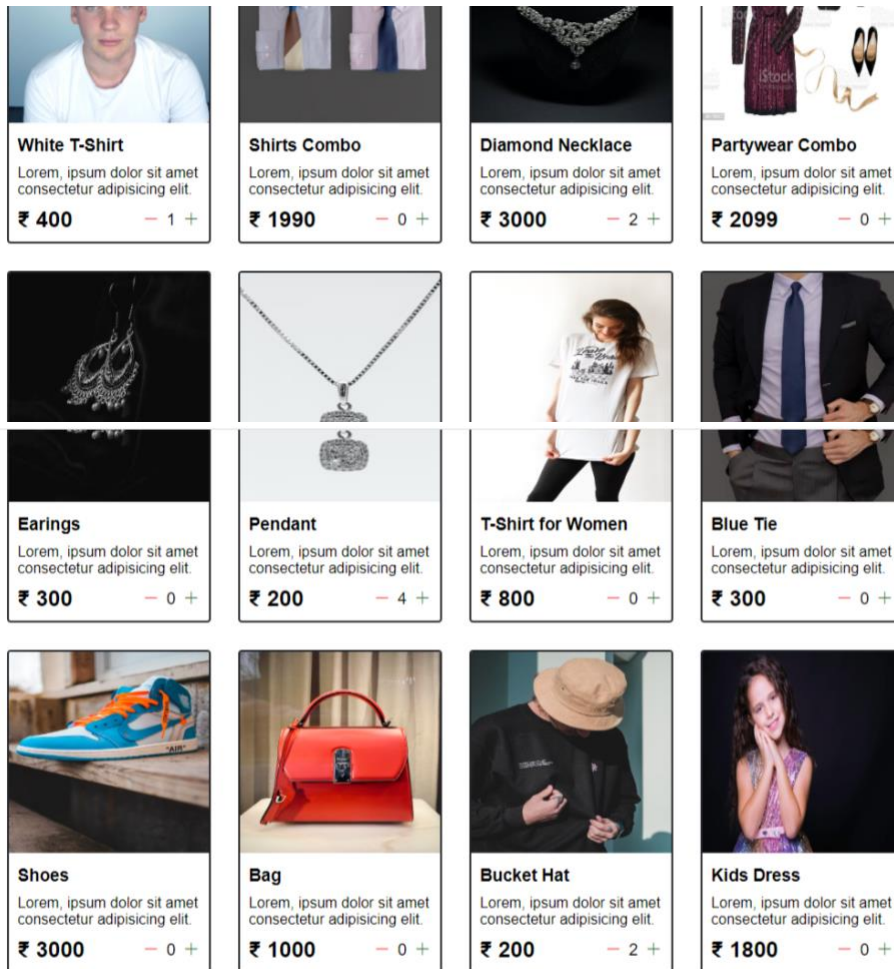 iStock
White T-Shirt
Lorem, ipsum dolor sit amet
consectetur adipisicing elit.
₹ 400 − 1 +
Shirts Combo
Lorem, ipsum dolor sit amet
consectetur adipisicing elit.
₹ 1990 − 0 +
Diamond Necklace
Lorem, ipsum dolor sit amet
consectetur adipisicing elit.
₹ 3000 − 2 +
Partywear Combo
Lorem, ipsum dolor sit amet
consectetur adipisicing elit.
₹ 2099 − 0 +
Earings
Lorem, ipsum dolor sit amet
consectetur adipisicing elit.
₹ 300 − 0 +
Pendant
Lorem, ipsum dolor sit amet
consectetur adipisicing elit.
₹ 200 − 4 +
T-Shirt for Women
Lorem, ipsum dolor sit amet
consectetur adipisicing elit.
₹ 800 − 0 +
Blue Tie
Lorem, ipsum dolor sit amet
consectetur adipisicing elit.
₹ 300 − 0 +
"AIR"
Shoes
Lorem, ipsum dolor sit amet
consectetur adipisicing elit.
₹ 3000 − 0 +
Bag
Lorem, ipsum dolor sit amet
consectetur adipisicing elit.
₹ 1000 − 0 +
Bucket Hat
Lorem, ipsum dolor sit amet
consectetur adipisicing elit.
₹ 200 − 2 +
Kids Dress
Lorem, ipsum dolor sit amet
consectetur adipisicing elit.
₹ 1800 − 0 +